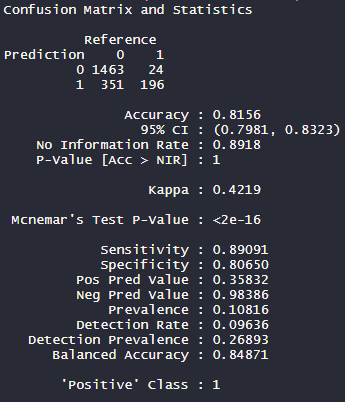 Confusion Matrix and Statistics
Reference
Prediction 0 1
0 1463 24
1 351 196
Accuracy : 0.8156
95% CI : (0.7981, 0.8323)
No Information Rate : 0.8918
P-Value [Acc > NIR] : 1
Kappa : 0.4219
Mcnemar's Test P-Value : <2e-16
Sensitivity : 0.89091
Specificity : 0.80650
Pos Pred Value : 0.35832
Neg Pred Value : 0.98386
Prevalence : 0.10816
Detection Rate : 0.09636
Detection Prevalence : 0.26893
Balanced Accuracy : 0.84871
'Positive' Class : 1